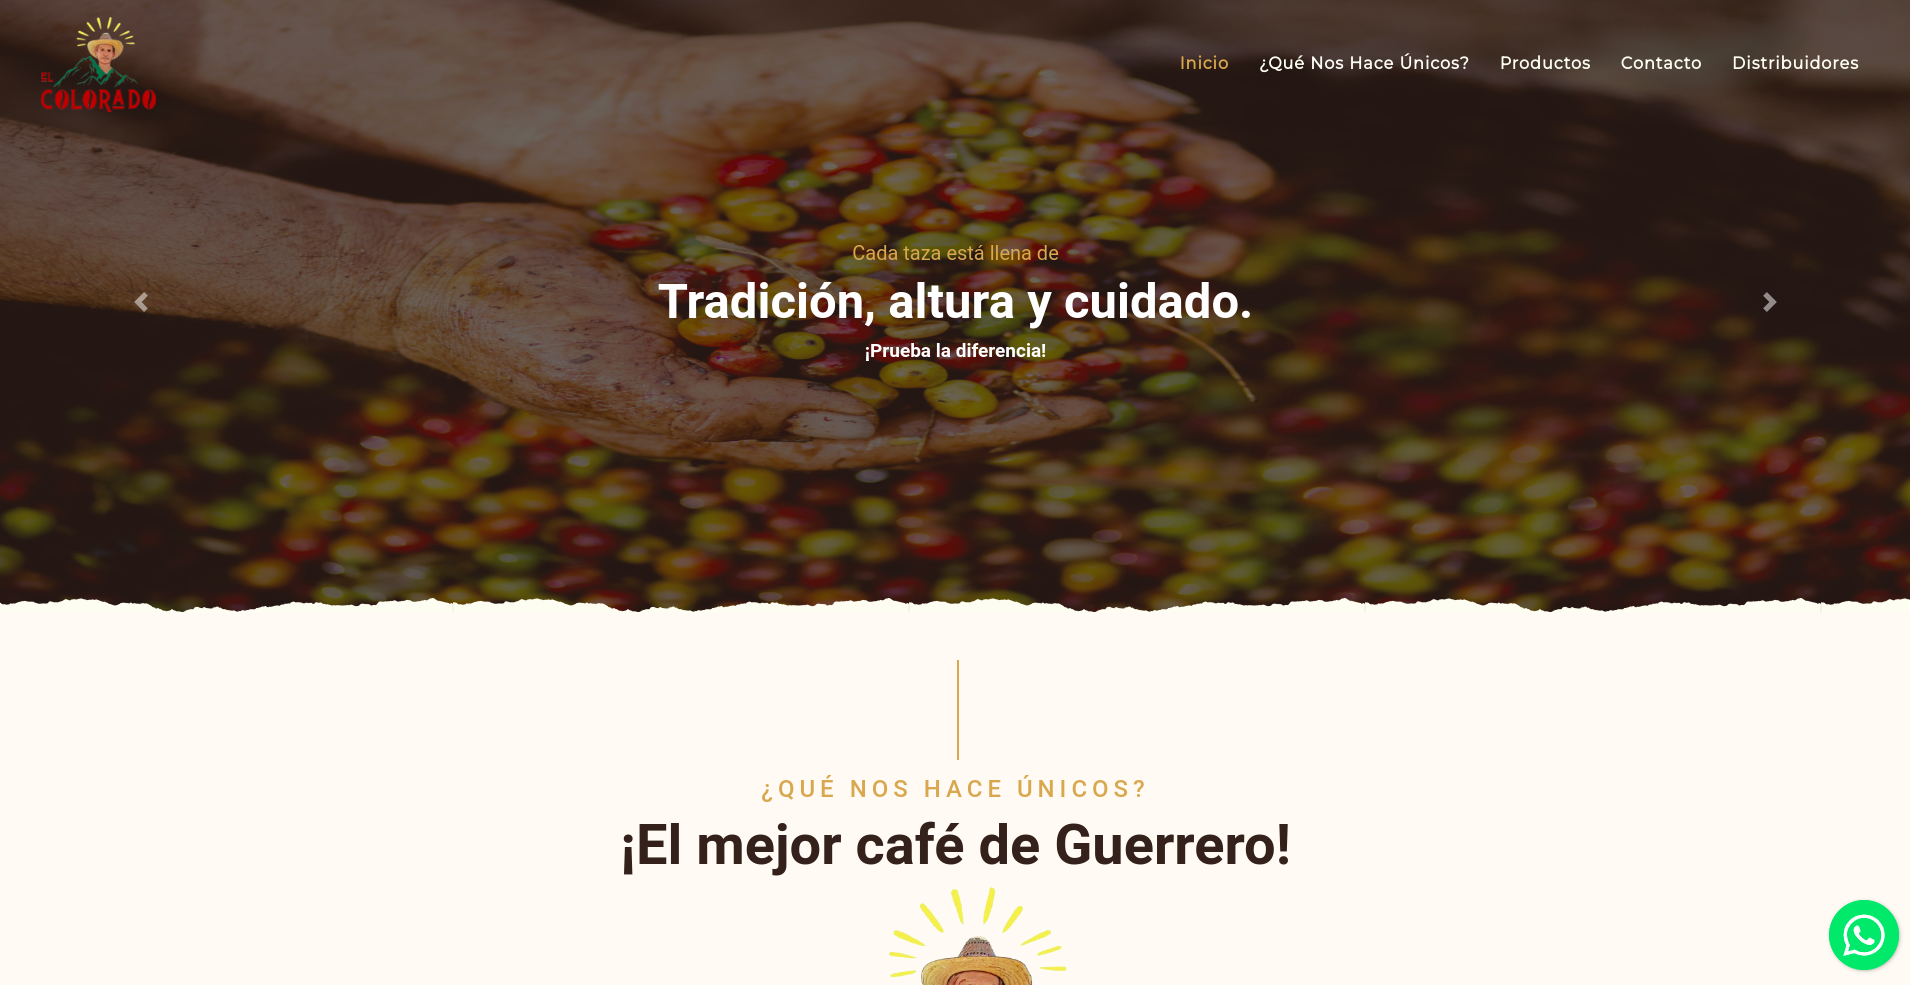 EL
COLORADO
Inicio
¿Qué Nos Hace Únicos?
Productos
Contacto
Distribuidores
Cada taza está llena de
Tradición, altura y cuidado.
¡Prueba la diferencia!
¿QUÉ NOS HACE ÚNICOS?
¡El mejor café de Guerrero!